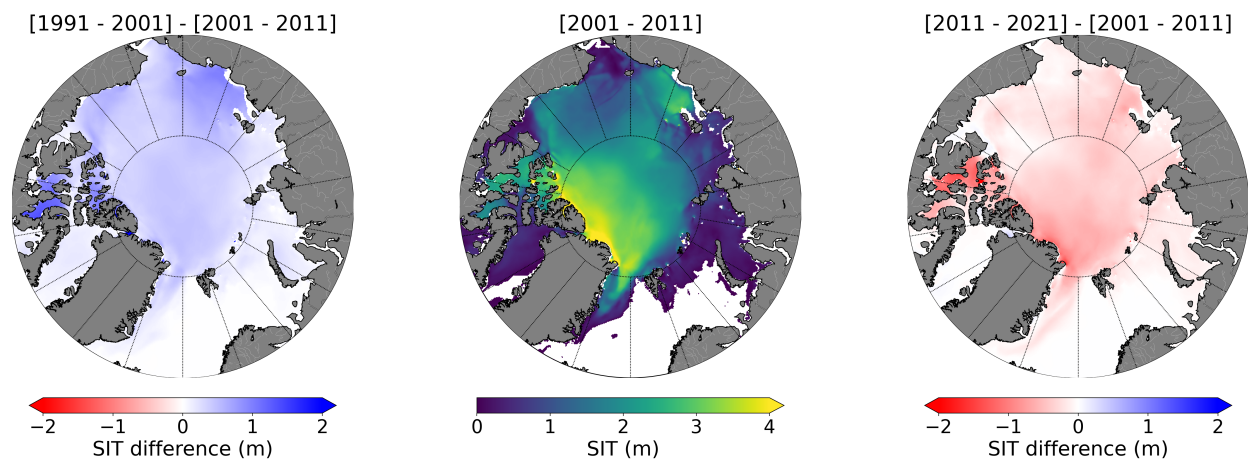 [1991 - 2001] - [2001 - 2011]
[2001 - 2011]
[2011 - 2021] - [2001 - 2011]
−2 −1 0 1 2
SIT difference (m)
0 1 2 3 4
SIT (m)
−2 −1 0 1 2
SIT difference (m)